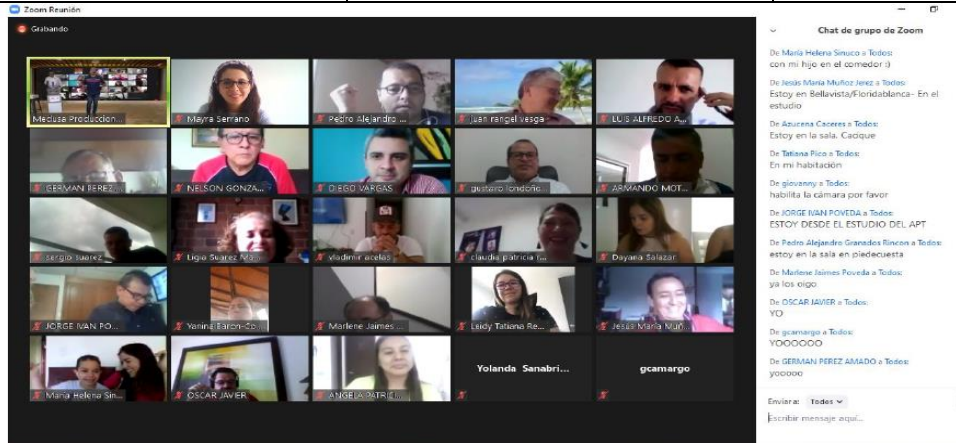 Zoom Reunión
Grabando
Medusa Produccion...
Mayra Serrano
Pedro Alejandro ...
juan rangel vesga
LUIS ALFREDO A...
GERMAN PEREZ...
NELSON GONZA...
DIEGO VARGAS
gustavo londoño...
ARMANDO MOT...
sergio suarez
Ligia Suarez Ma...
vladimir acelas
claudia patricia r...
Dayana Salazar
JORGE IVAN PO...
Yanina Baron-Co...
Marlene Jaimes ...
Leidy Tatiana Re...
Jesús María Muñ...
María Helena Sin...
OSCAR JAVIER
ANGELA PATRIC...
Yolanda Sanabri...
gcamargo
Chat de grupo de Zoom
De María Helena Sinuco a Todos:
con mi hijo en el comedor :)
De Jesús María Muñoz Jerez a Todos:
Estoy en Bellavista/Floridablanca- En el
estudio
De Azucena Caceres a Todos:
Estoy en la sala. Cacique
De Tatiana Pico a Todos:
En mi habitación
De giovanny a Todos:
habilita la cámara por favor
De JORGE IVAN POVEDA a Todos:
ESTOY DESDE EL ESTUDIO DEL APT
De Pedro Alejandro Granados Rincon a Todos:
estoy en la sala en piedecuesta
De Marlene Jaimes Poveda a Todos:
ya los oigo
De OSCAR JAVIER a Todos:
YO
De gcamargo a Todos:
YOOOOOO
De GERMAN PEREZ AMADO a Todos:
yooooo
Enviar a: Todos
Escribir mensaje aquí...